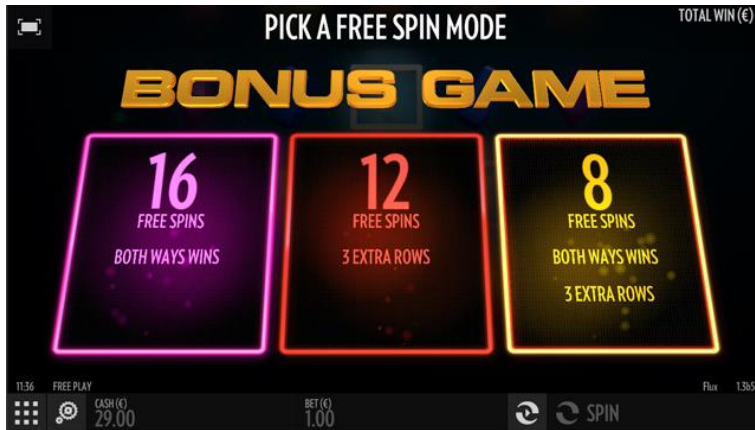 PICK A FREE SPIN MODE
TOTAL WIN (€)
BONUS GAME
16
FREE SPINS
BOTH WAYS WINS
12
FREE SPINS
3 EXTRA ROWS
8
FREE SPINS
BOTH WAYS WINS
3 EXTRA ROWS
11:36 FREE PLAY
Flux 1.3b5
CASH (€)
29.00
BET (€)
1.00
SPIN